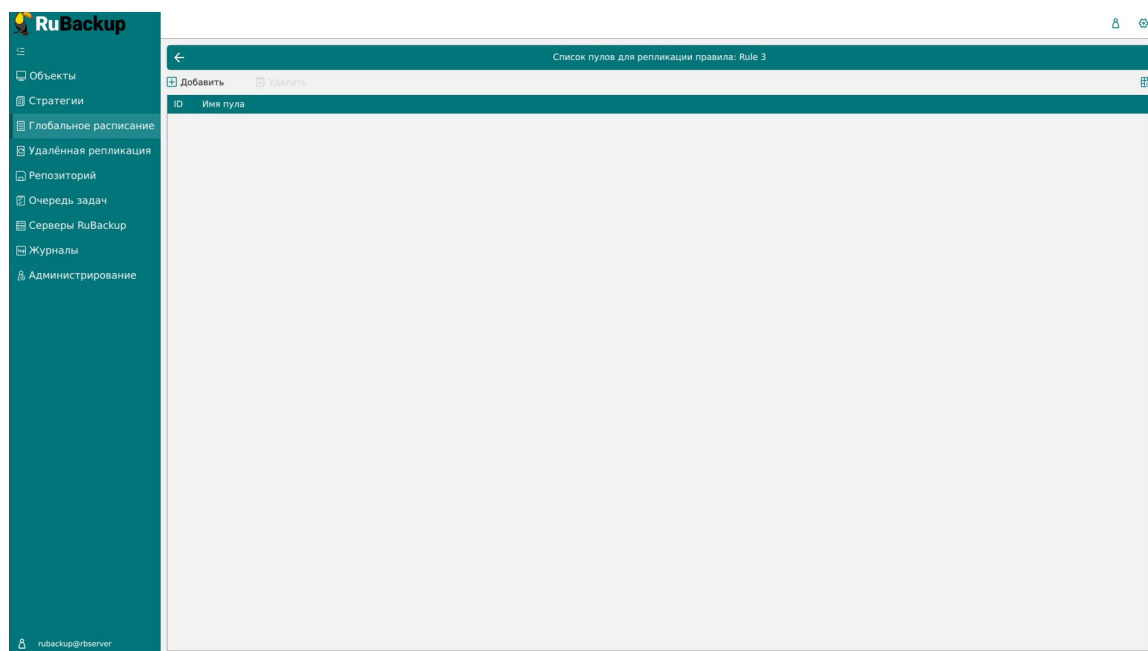 RuBackup
Список пулов для репликации правила: Rule 3
Объекты
Добавить
Удалить
Стратегии
ID Имя пула
Глобальное расписание
Удалённая репликация
Репозиторий
Очередь задач
Серверы RuBackup
Журналы
Администрирование
rubackup@rbserver